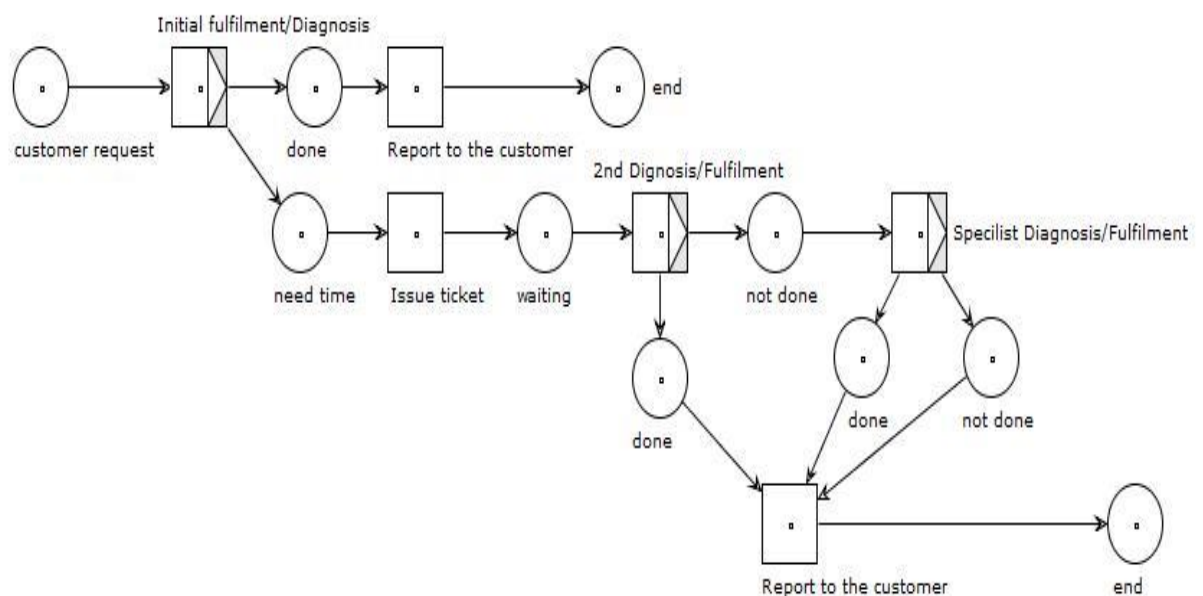 Initial fulfilment/Diagnosis
end
customer request
done
Report to the customer
2nd Dignosis/Fulfilment
Specilist Diagnosis/Fulfilment
need time
Issue ticket
waiting
not done
done
done
not done
Report to the customer
end